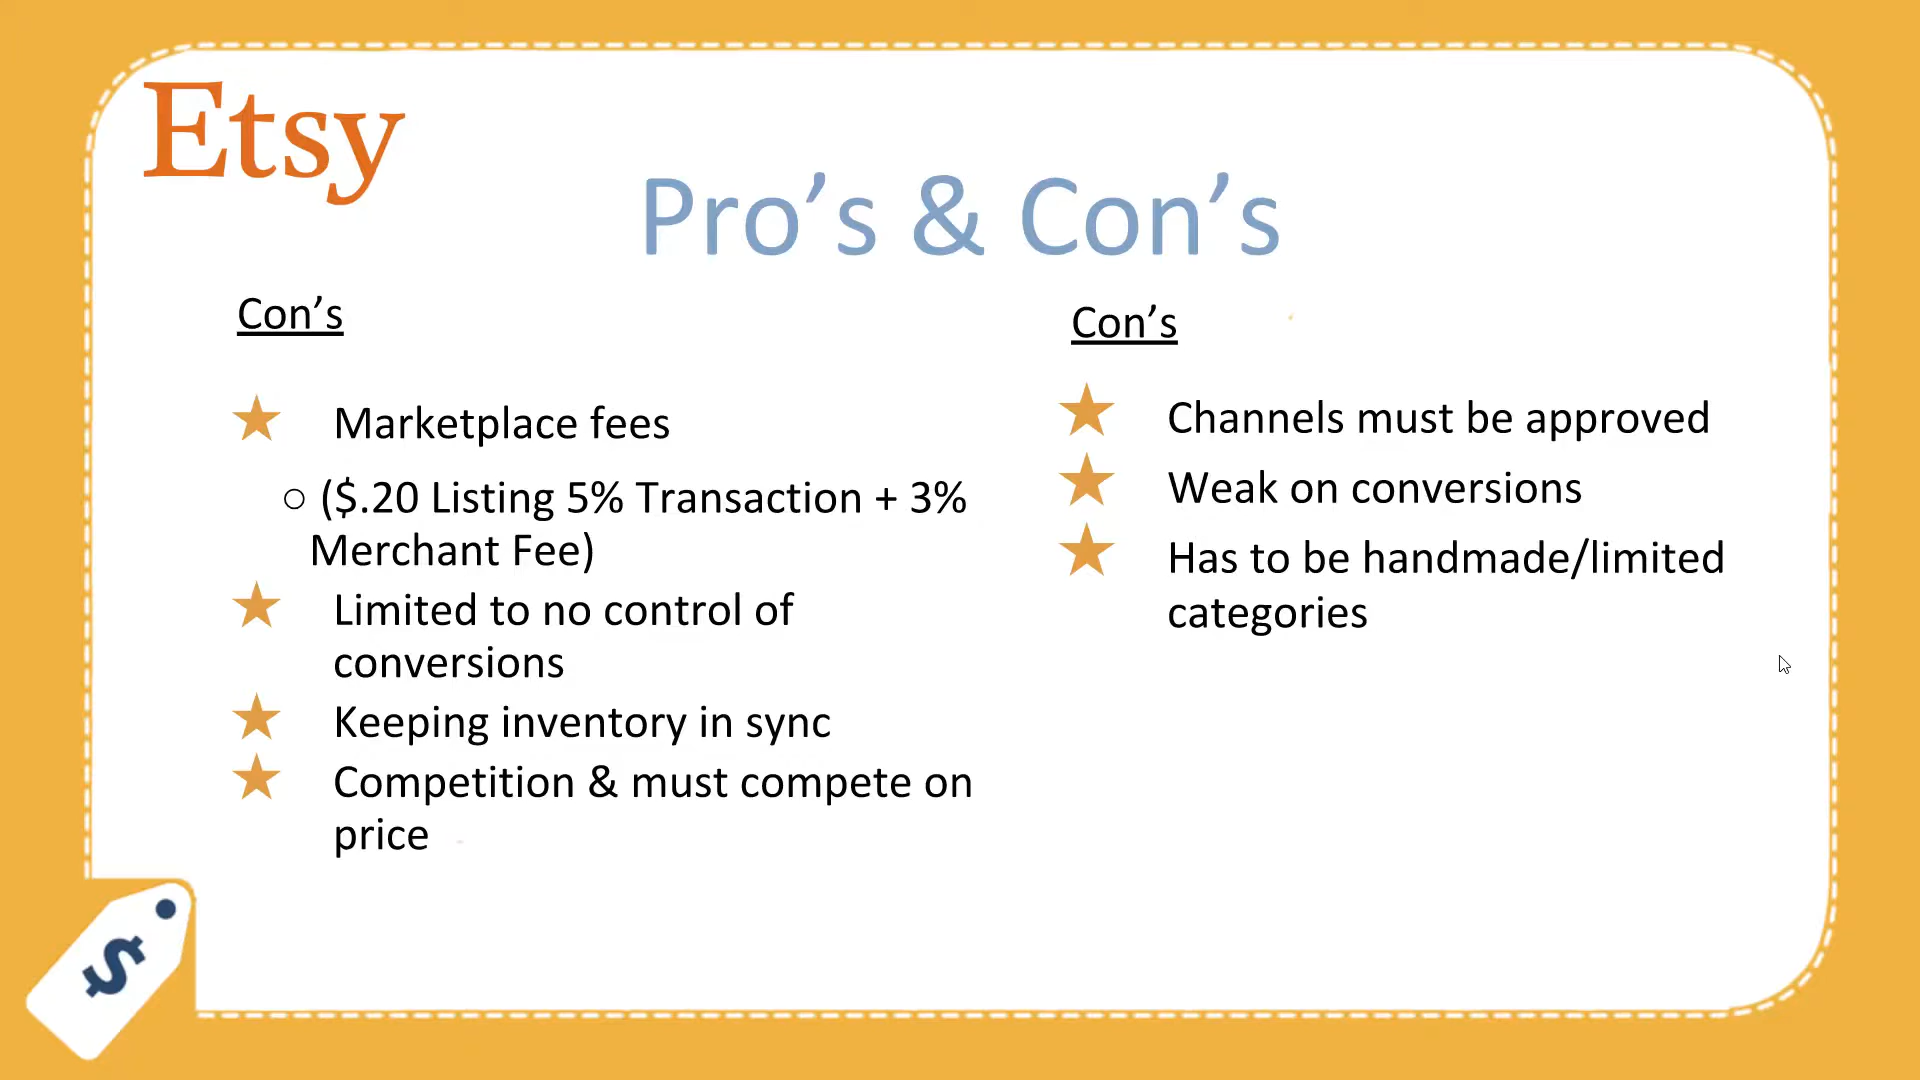 Etsy
Pro’s & Con’s
Con’s
Marketplace fees
($.20 Listing 5% Transaction + 3%
Merchant Fee)
Limited to no control of
conversions
Keeping inventory in sync
Competition & must compete on
price
Con’s
Channels must be approved
Weak on conversions
Has to be handmade/limited
categories
$